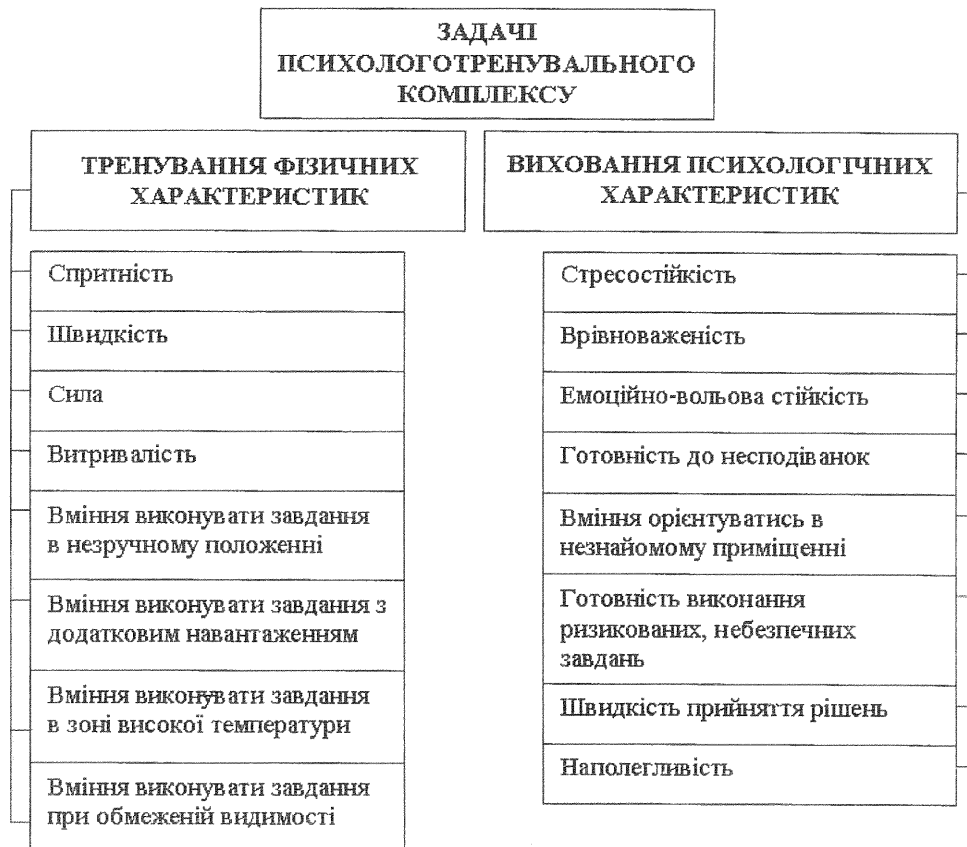 ЗАДАЧІ
ПСИХОЛОГОТРЕНУВАЛЬНОГО
КОМПЛЕКСУ
ТРЕНУВАННЯ ФІЗИЧНИХ
ХАРАКТЕРИСТИК
Спритність
Швидкість
Сила
Витривалість
Вміння виконувати завдання
в незручному положенні
Вміння виконувати завдання з
додатковим навантаженням
Вміння виконувати завдання
в зоні високої температури
Вміння виконувати завдання
при обмеженій видимості
ВИХОВАННЯ ПСИХОЛОГІЧНИХ
ХАРАКТЕРИСТИК
Стресостійкість
Врівноваженість
Емоційно-вольова стійкість
Готовність до несподіванок
Вміння орієнтуватись в
незнайомому приміщенні
Готовність виконання
ризикованих, небезпечних
завдань
Швидкість прийняття рішень
Наполегливість